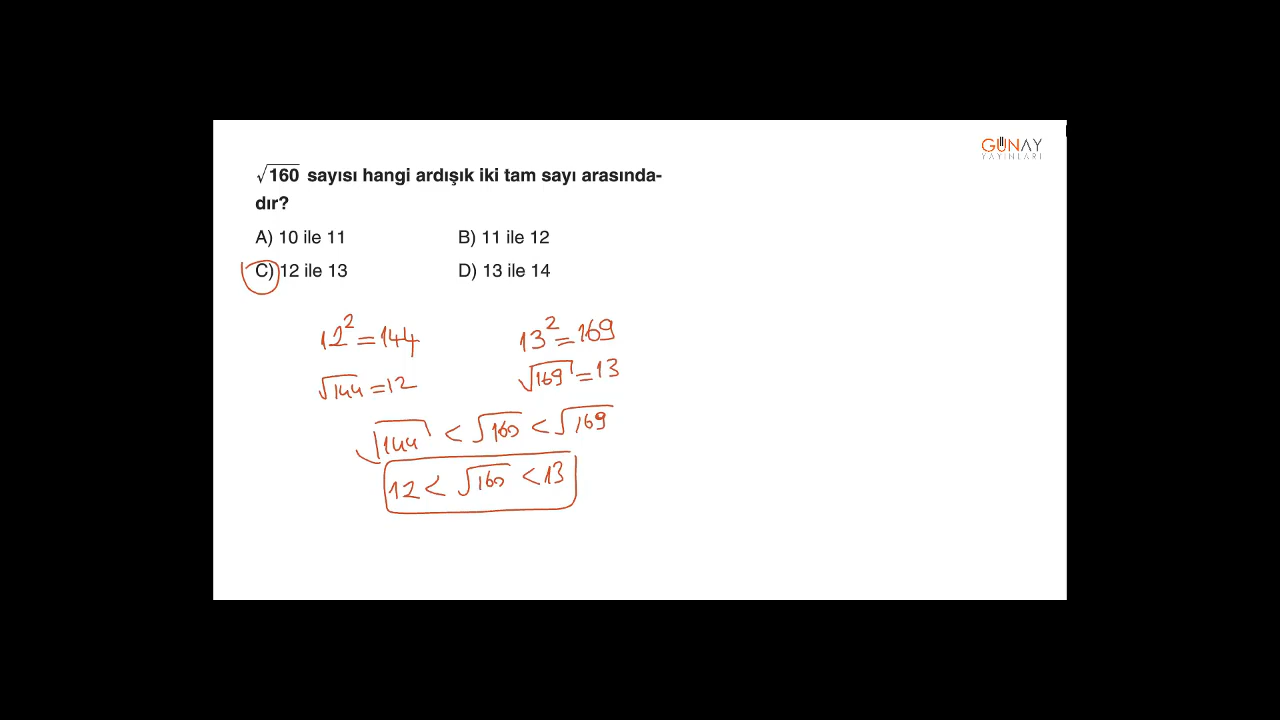 GÜNAY
YAYINLARI
√160 sayısı hangi ardışık iki tam sayı arasında-
dır?
A) 10 ile 11 B) 11 ile 12
C) 12 ile 13 D) 13 ile 14
12² = 144 13² = 169
√144 = 12 √169 = 13
√144 < √160 < √169
12 < √160 < 13